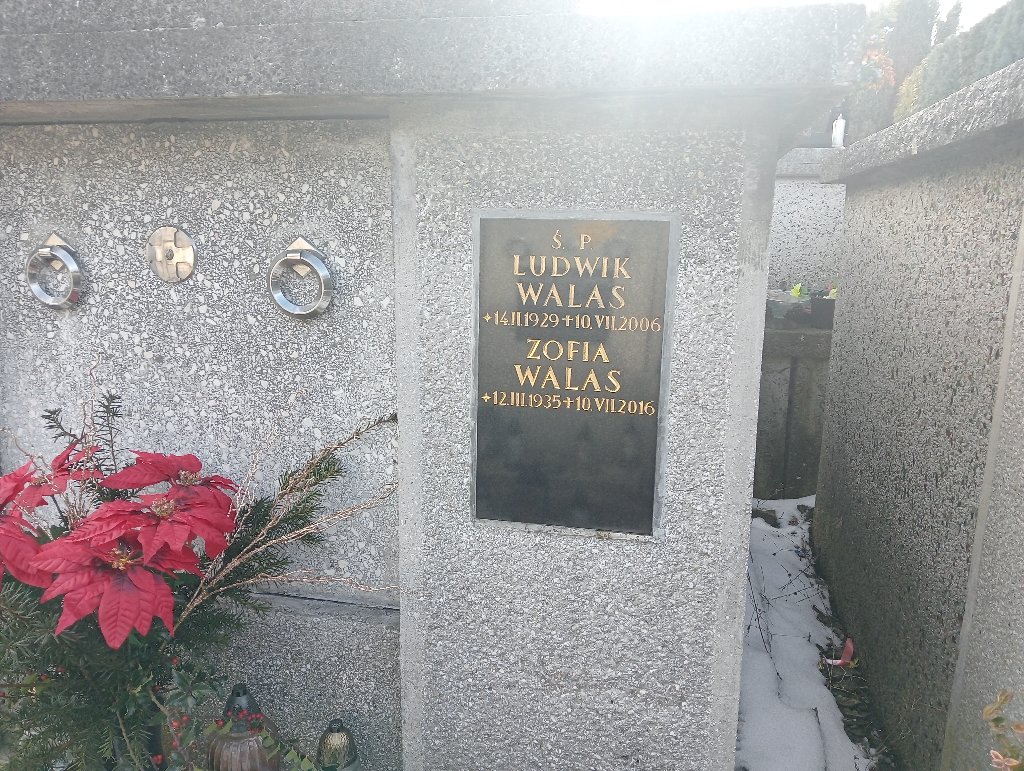 Ś. P
LUDWIK
WALAS
*14.II.1929+10.VII.2006
ZOFIA
WALAS
*12.III.1935+10.VII.2016